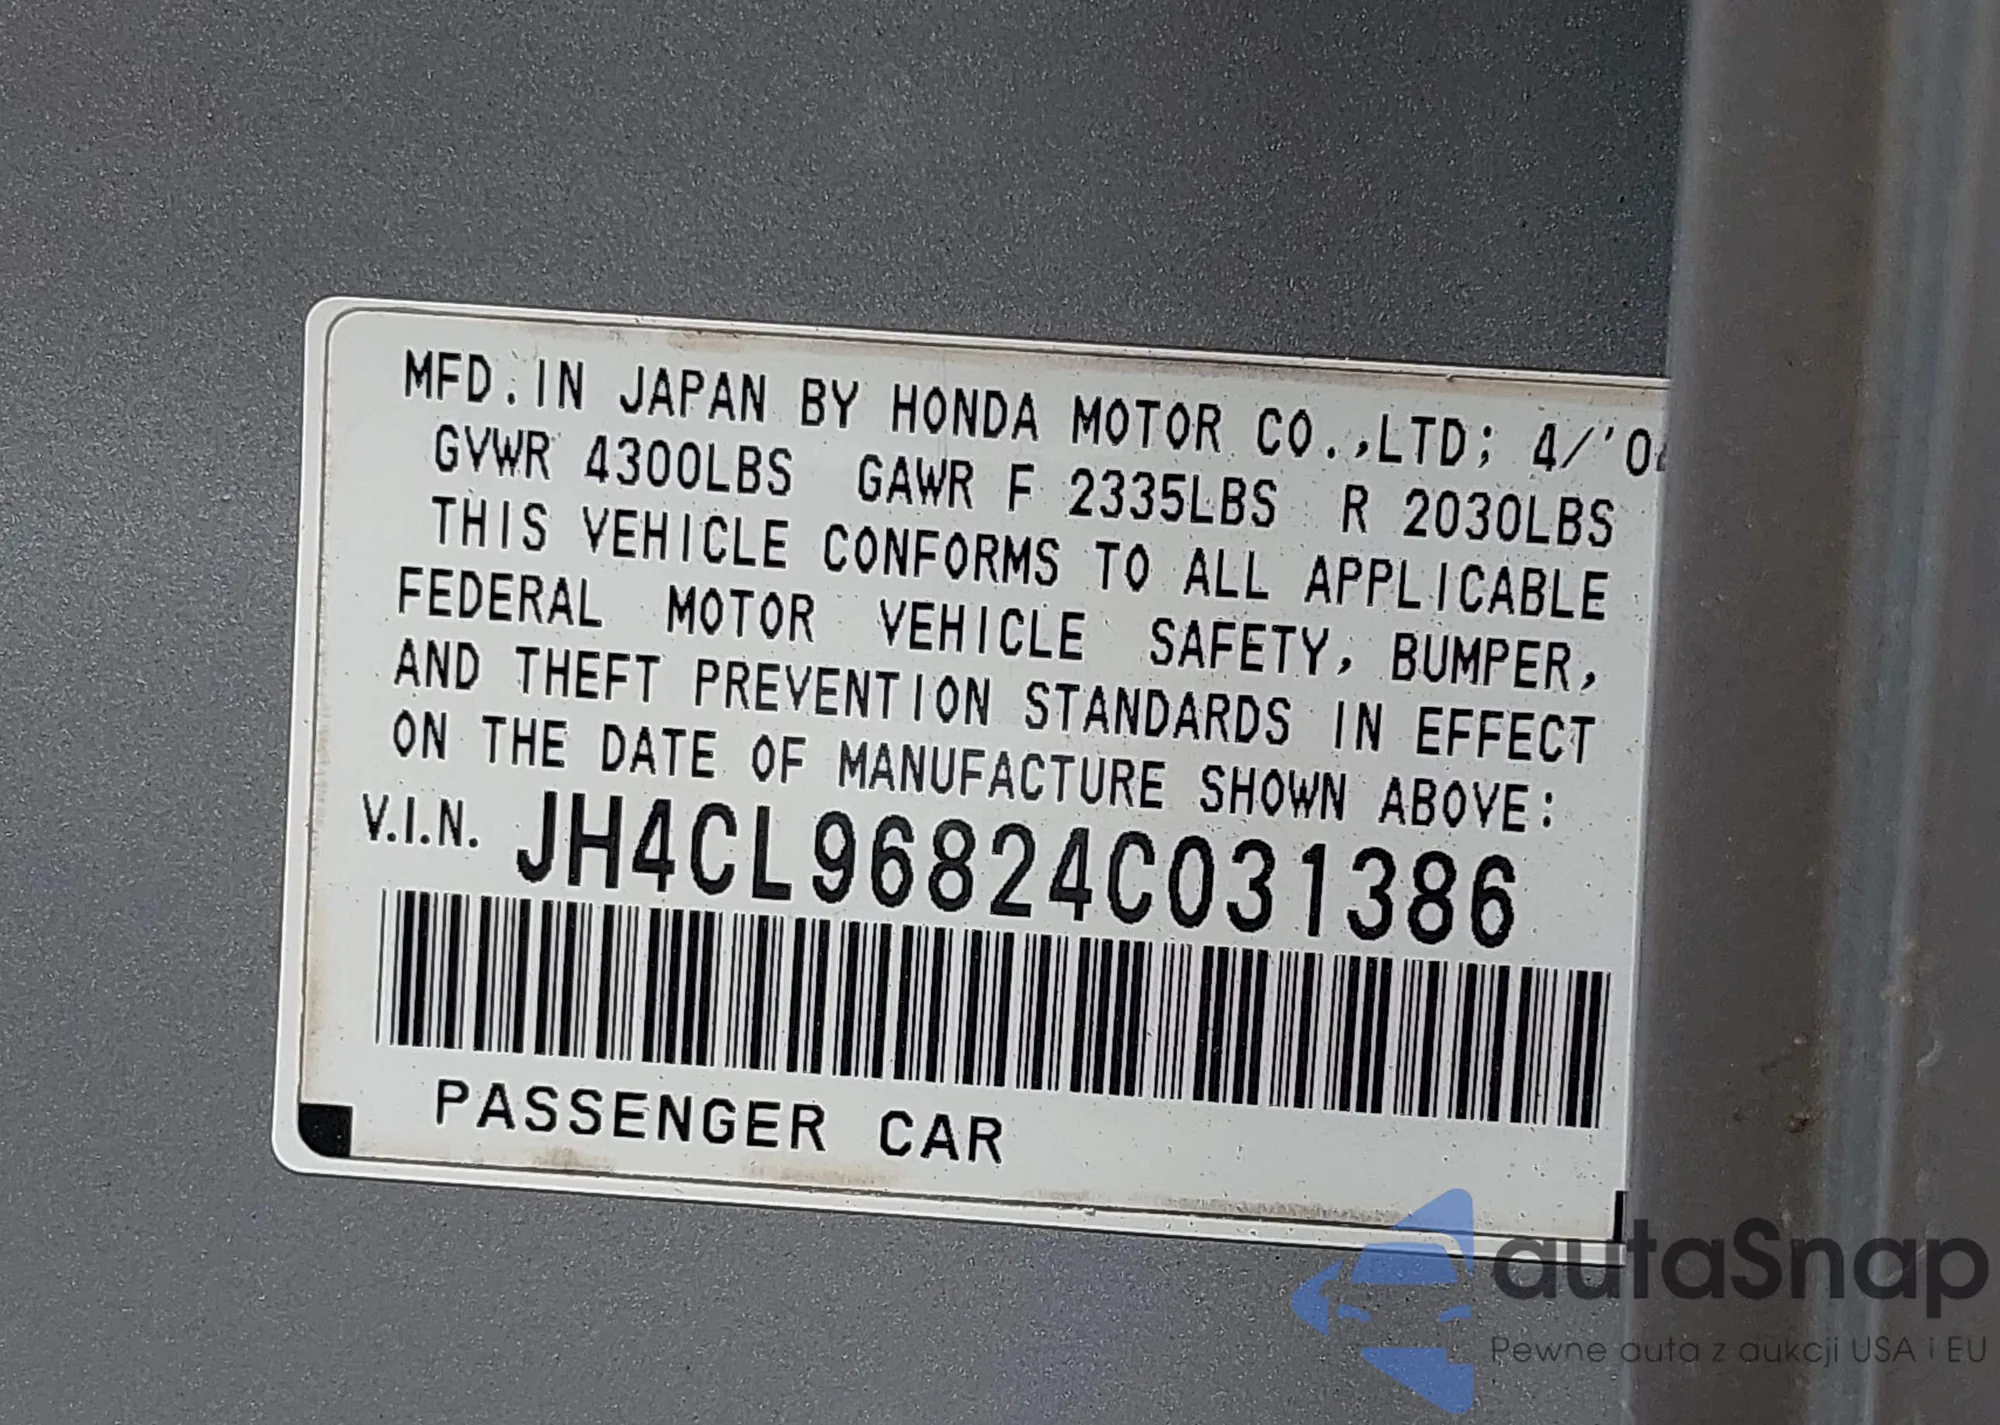 MFD. IN JAPAN BY HONDA MOTOR CO.,LTD; 4/'0
GVWR 4300LBS GAWR F 2335LBS R 2030LBS
THIS VEHICLE CONFORMS TO ALL APPLICABLE
FEDERAL MOTOR VEHICLE SAFETY, BUMPER,
AND THEFT PREVENTION STANDARDS IN EFFECT
ON THE DATE OF MANUFACTURE SHOWN ABOVE:
V.I.N. JH4CL96824C031386
PASSENGER CAR
autaSnap
Pewne auta z aukcji USA i EU